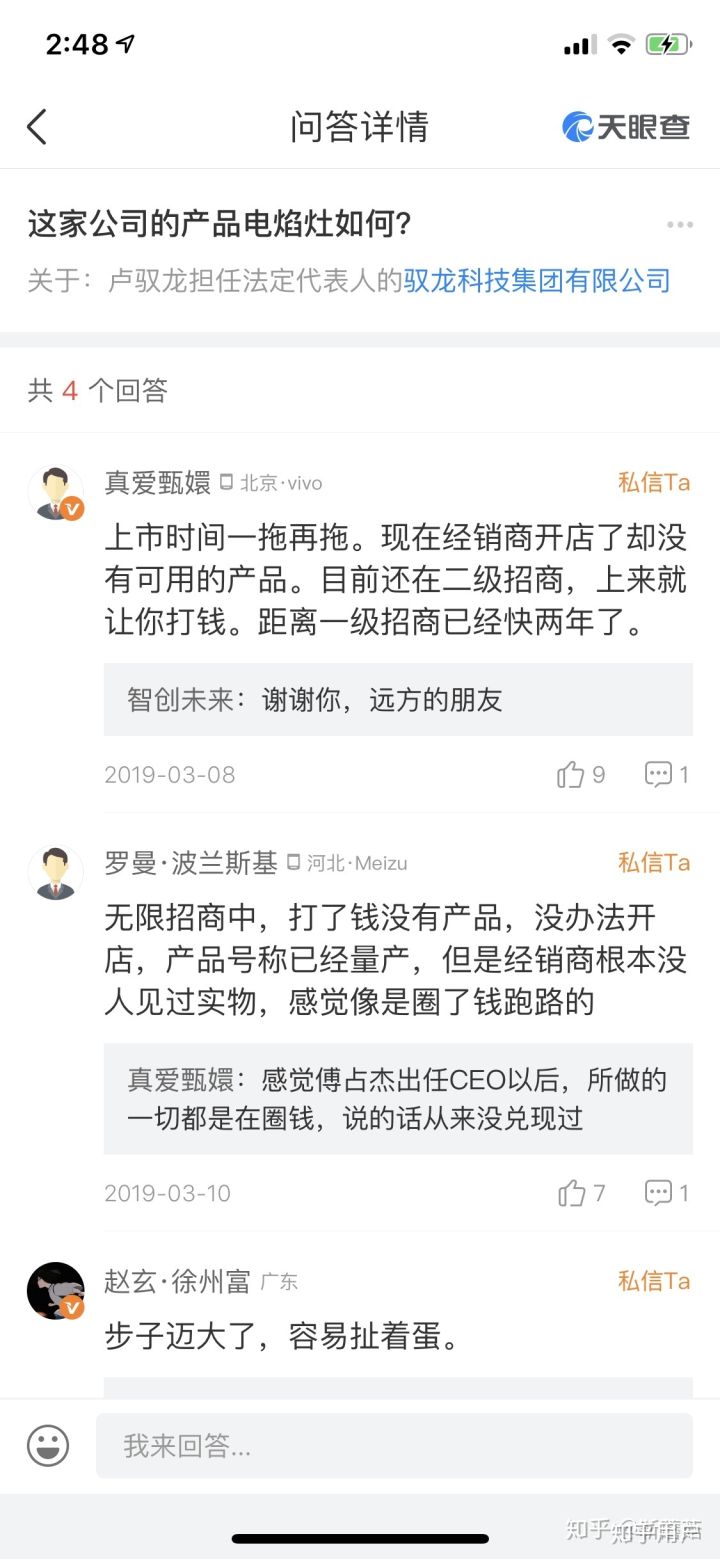 2:48
问答详情
天眼查
这家公司的产品电焰灶如何?
关于：卢驭龙担任法定代表人的驭龙科技集团有限公司
共 4 个回答
真爱甄嬛 北京·vivo 私信Ta
上市时间一拖再拖。现在经销商开店了却没
有可用的产品。目前还在二级招商，上来就
让你打钱。距离一级招商已经快两年了。
智创未来：谢谢你，远方的朋友
2019-03-08 9 1
罗曼·波兰斯基 河北·Meizu 私信Ta
无限招商中，打了钱没有产品，没办法开
店，产品号称已经量产，但是经销商根本没
人见过实物，感觉像是圈了钱跑路的
真爱甄嬛：感觉傅占杰出任CEO以后，所做的
一切都是在圈钱，说的话从来没兑现过
2019-03-10 7 1
赵玄·徐州富 广东 私信Ta
步子迈大了，容易扯着蛋。
我来回答...
知乎用户